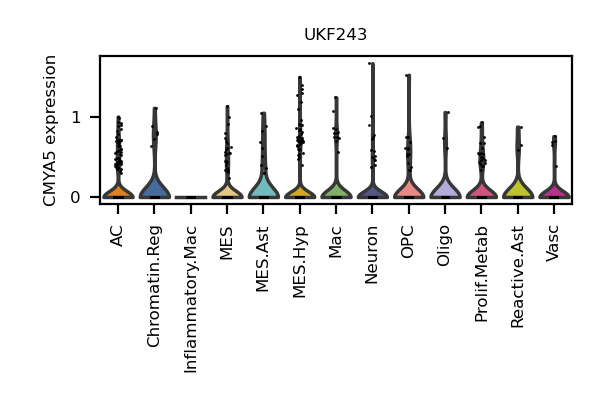 UKF243
CMYA5 expression
1
0
AC
Chromatin.Reg
Inflammatory.Mac
MES
MES.Ast
MES.Hyp
Mac
Neuron
OPC
Oligo
Prolif.Metab
Reactive.Ast
Vasc